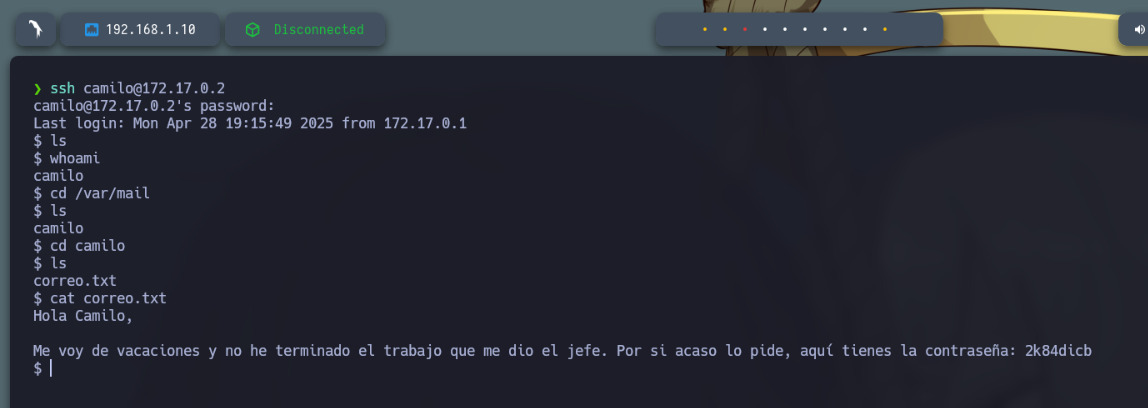 192.168.1.10
Disconnected
❯ ssh camilo@172.17.0.2
camilo@172.17.0.2's password:
Last login: Mon Apr 28 19:15:49 2025 from 172.17.0.1
$ ls
$ whoami
camilo
$ cd /var/mail
$ ls
camilo
$ cd camilo
$ ls
correo.txt
$ cat correo.txt
Hola Camilo,
Me voy de vacaciones y no he terminado el trabajo que me dio el jefe. Por si acaso lo pide, aquí tienes la contraseña: 2k84dicb
$